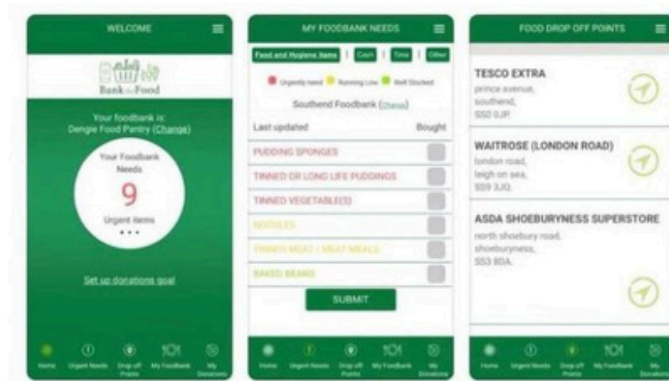 WELCOME
Bank the Food
Your foodbank is:
Dengie Food Pantry (Change)
Your Foodbank
Needs
9
Urgent items
Set up donations goal
Home
Urgent Needs
Drop off
Points
My Foodbank
My
Donations
MY FOODBANK NEEDS
Food and Hygiene Items | Cash | Time | Other
Urgently need Running Low Well Stocked
Southend Foodbank (Change)
Last updated Bought
PUDDING SPONGES
TINNED OR LONG LIFE PUDDINGS
TINNED VEGETABLE(S)
NOODLES
TINNED MEAT / MEAT MEALS
BAKED BEANS
SUBMIT
Home
Urgent Needs
Drop off
Points
My Foodbank
My
Donations
FOOD DROP OFF POINTS
TESCO EXTRA
prince avenue,
southend,
SS0 0JP.
WAITROSE (LONDON ROAD)
london road,
leigh on sea,
SS9 3JQ.
ASDA SHOEBURYNESS SUPERSTORE
north shoebury road,
shoeburyness,
SS3 8DA.
Home
Urgent Needs
Drop off
Points
My Foodbank
My
Donations